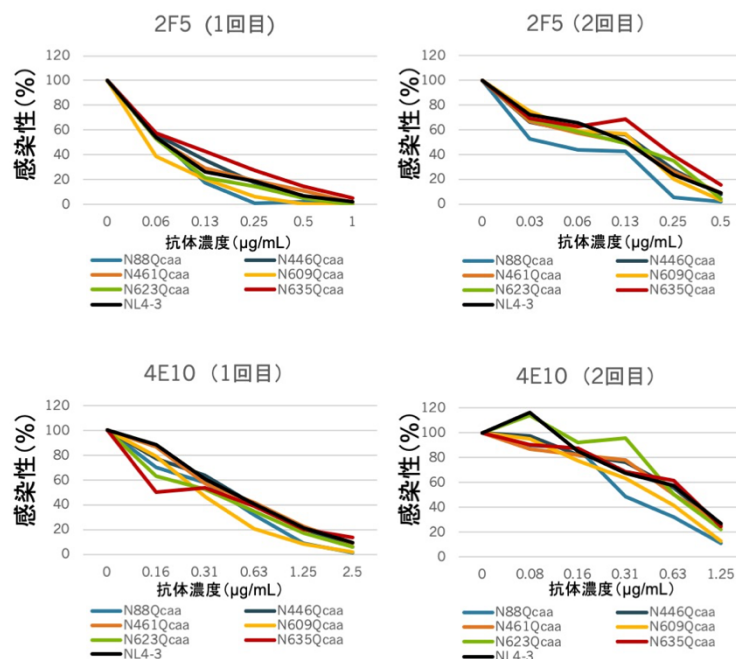 2F5 (1回目)
120
100
80
60
40
20
0
感染性(%)
0 0.06 0.13 0.25 0.5 1
抗体濃度(μg/mL)
N88Qcaa N446Qcaa
N461Qcaa N609Qcaa
N623Qcaa N635Qcaa
NL4-3
2F5 (2回目)
120
100
80
60
40
20
0
感染性(%)
0 0.03 0.06 0.13 0.25 0.5
抗体濃度(μg/mL)
N88Qcaa N446Qcaa
N461Qcaa N609Qcaa
N623Qcaa N635Qcaa
NL4-3
4E10 (1回目)
120
100
80
60
40
20
0
感染性(%)
0 0.16 0.31 0.63 1.25 2.5
抗体濃度(μg/mL)
N88Qcaa N446Qcaa
N461Qcaa N609Qcaa
N623Qcaa N635Qcaa
NL4-3
4E10 (2回目)
120
100
80
60
40
20
0
感染性(%)
0 0.08 0.16 0.31 0.63 1.25
抗体濃度(μg/mL)
N88Qcaa N446Qcaa
N461Qcaa N609Qcaa
N623Qcaa N635Qcaa
NL4-3